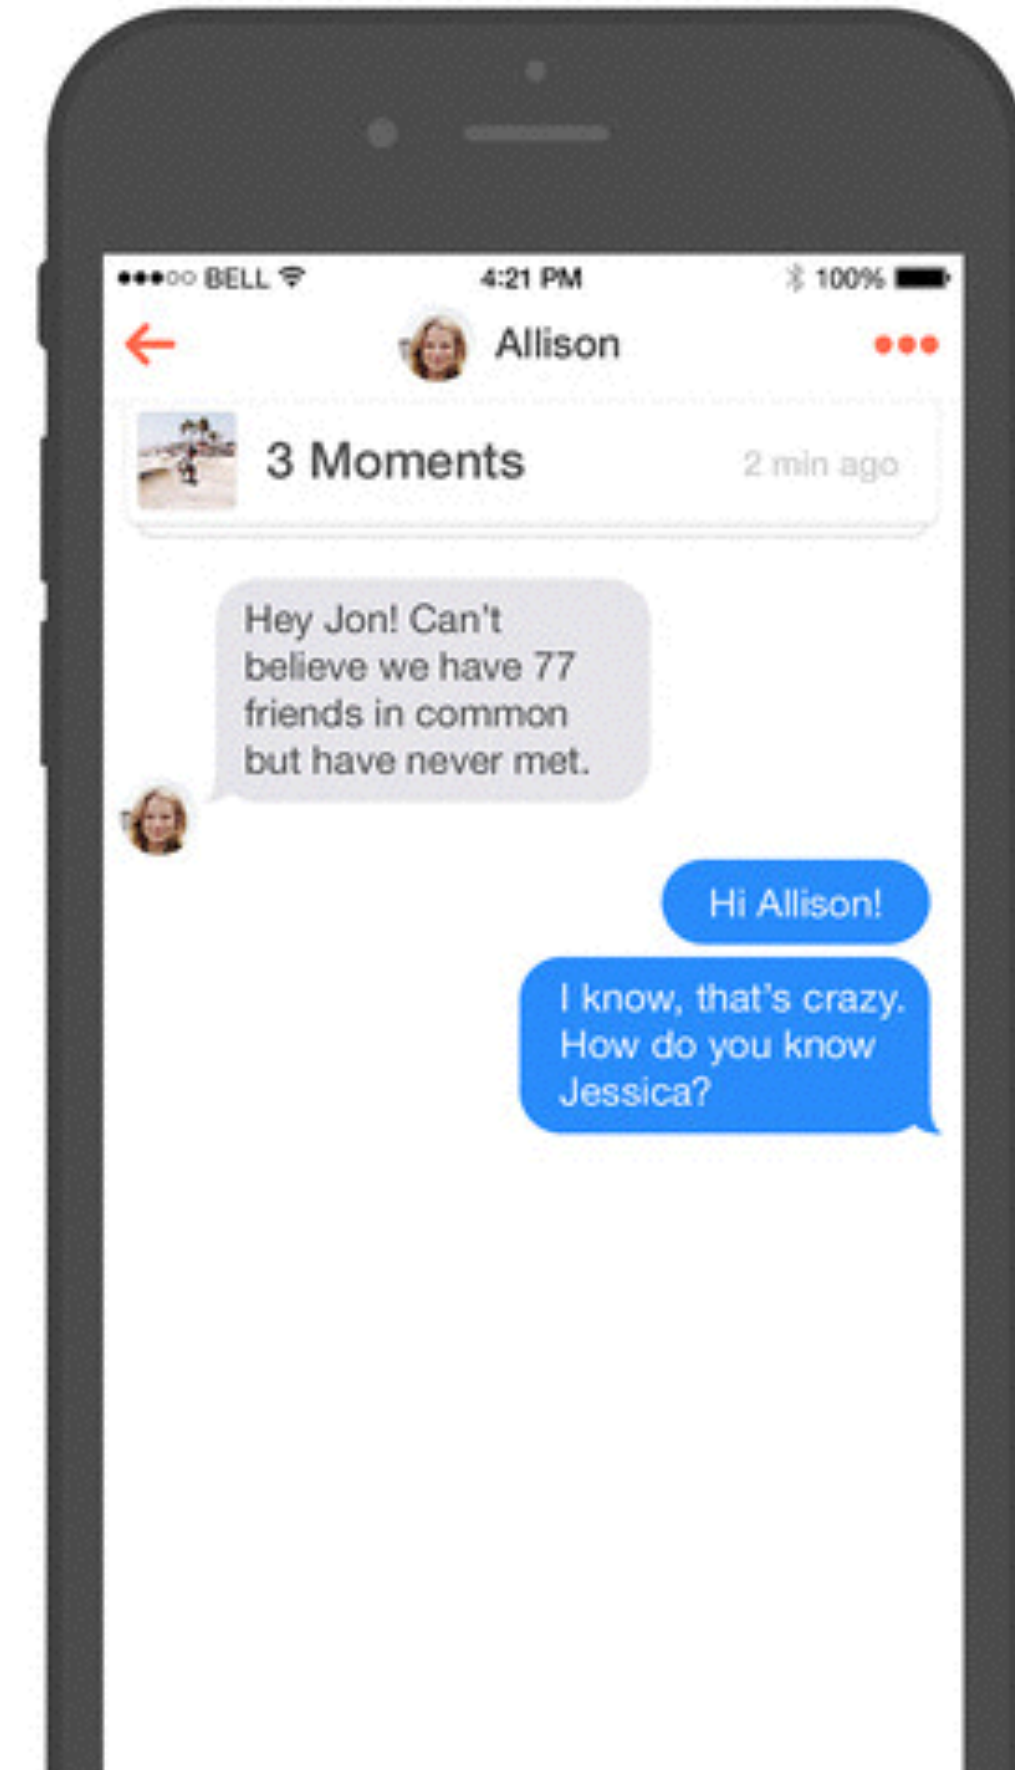 BELL 4:21 PM 100%
Allison
3 Moments 2 min ago
Hey Jon! Can't
believe we have 77
friends in common
but have never met.
Hi Allison!
I know, that's crazy.
How do you know
Jessica?